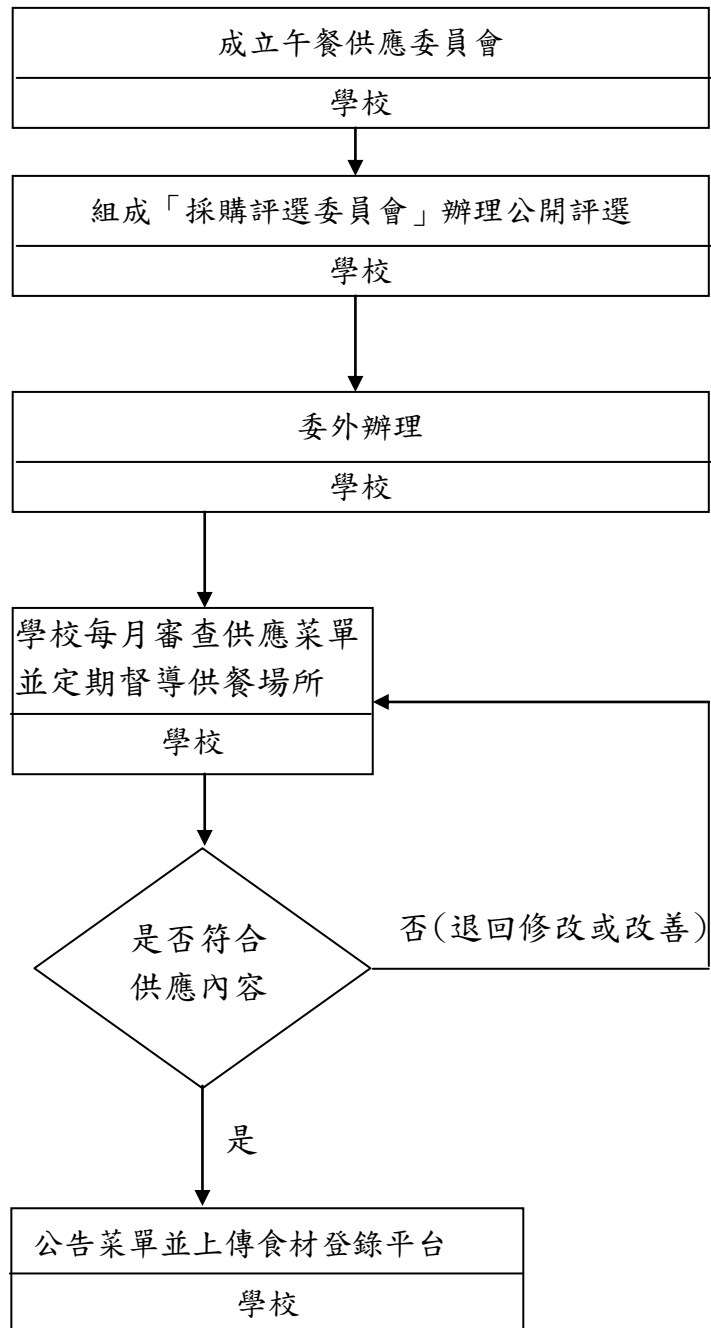 成立午餐供應委員會
學校
組成「採購評選委員會」辦理公開評選
學校
委外辦理
學校
學校每月審查供應菜單
並定期督導供餐場所
學校
是否符合
供應內容
否(退回修改或改善)
是
公告菜單並上傳食材登錄平台
學校